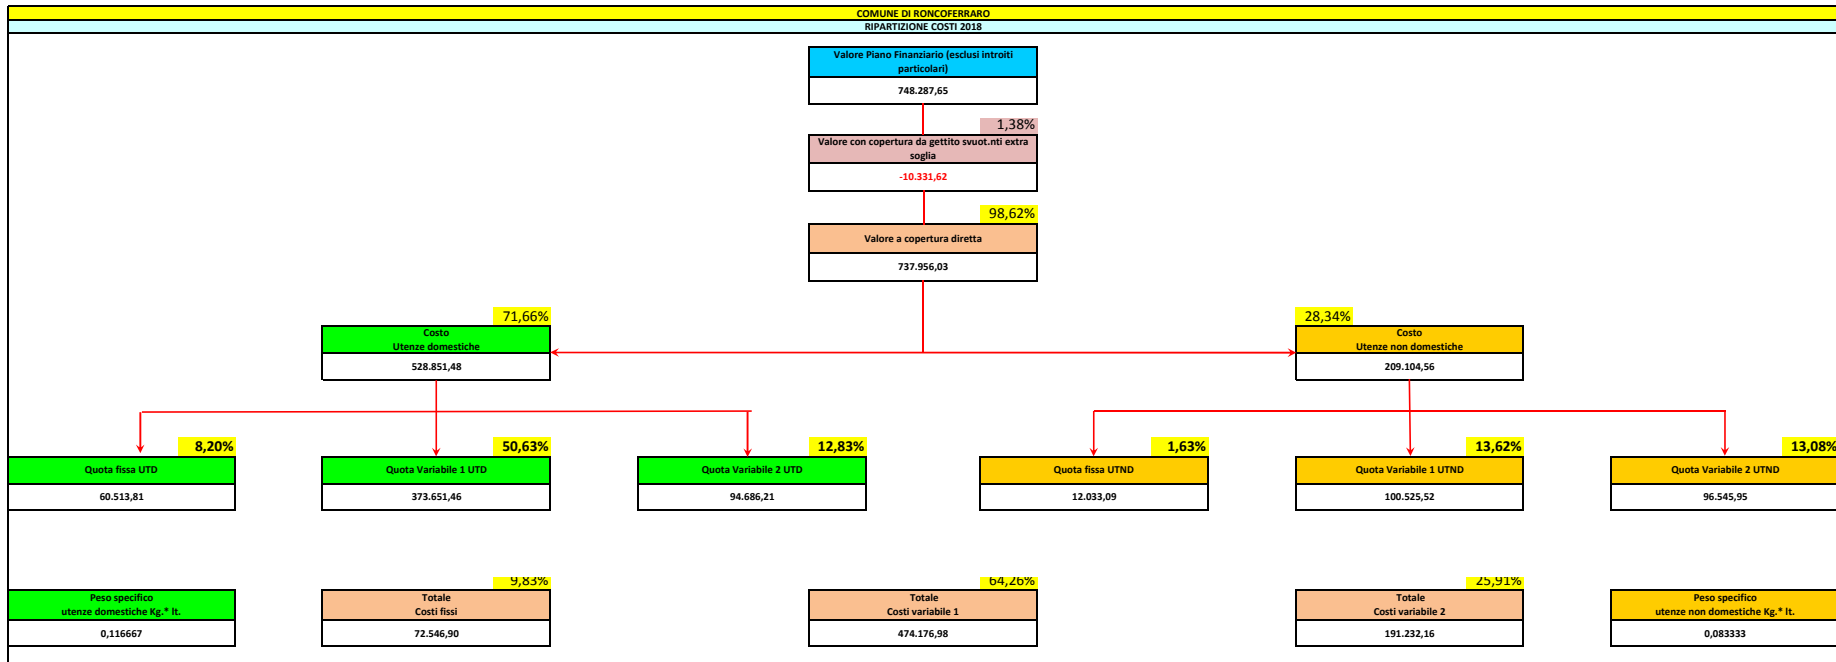 COMUNE DI RONCOFERRARO
RIPARTIZIONE COSTI 2018
Valore Piano Finanziario (esclusi introiti
particolari)
748.287,65
1,38%
Valore con copertura da gettito svuot.nti extra
soglia
-10.331,62
98,62%
Valore a copertura diretta
737.956,03
71,66%
28,34%
Costo
Utenze domestiche
528.851,48
Costo
Utenze non domestiche
209.104,56
8,20%
50,63%
12,83%
1,63%
13,62%
13,08%
Quota fissa UTD
Quota Variabile 1 UTD
Quota Variabile 2 UTD
Quota fissa UTND
Quota Variabile 1 UTND
Quota Variabile 2 UTND
60.513,81
373.651,46
94.686,21
12.033,09
100.525,52
96.545,95
9,83%
64,26%
25,91%
Peso specifico
utenze domestiche Kg.* lt.
0,116667
Totale
Costi fissi
72.546,90
Totale
Costi variabile 1
474.176,98
Totale
Costi variabile 2
191.232,16
Peso specifico
utenze non domestiche Kg.* lt.
0,083333